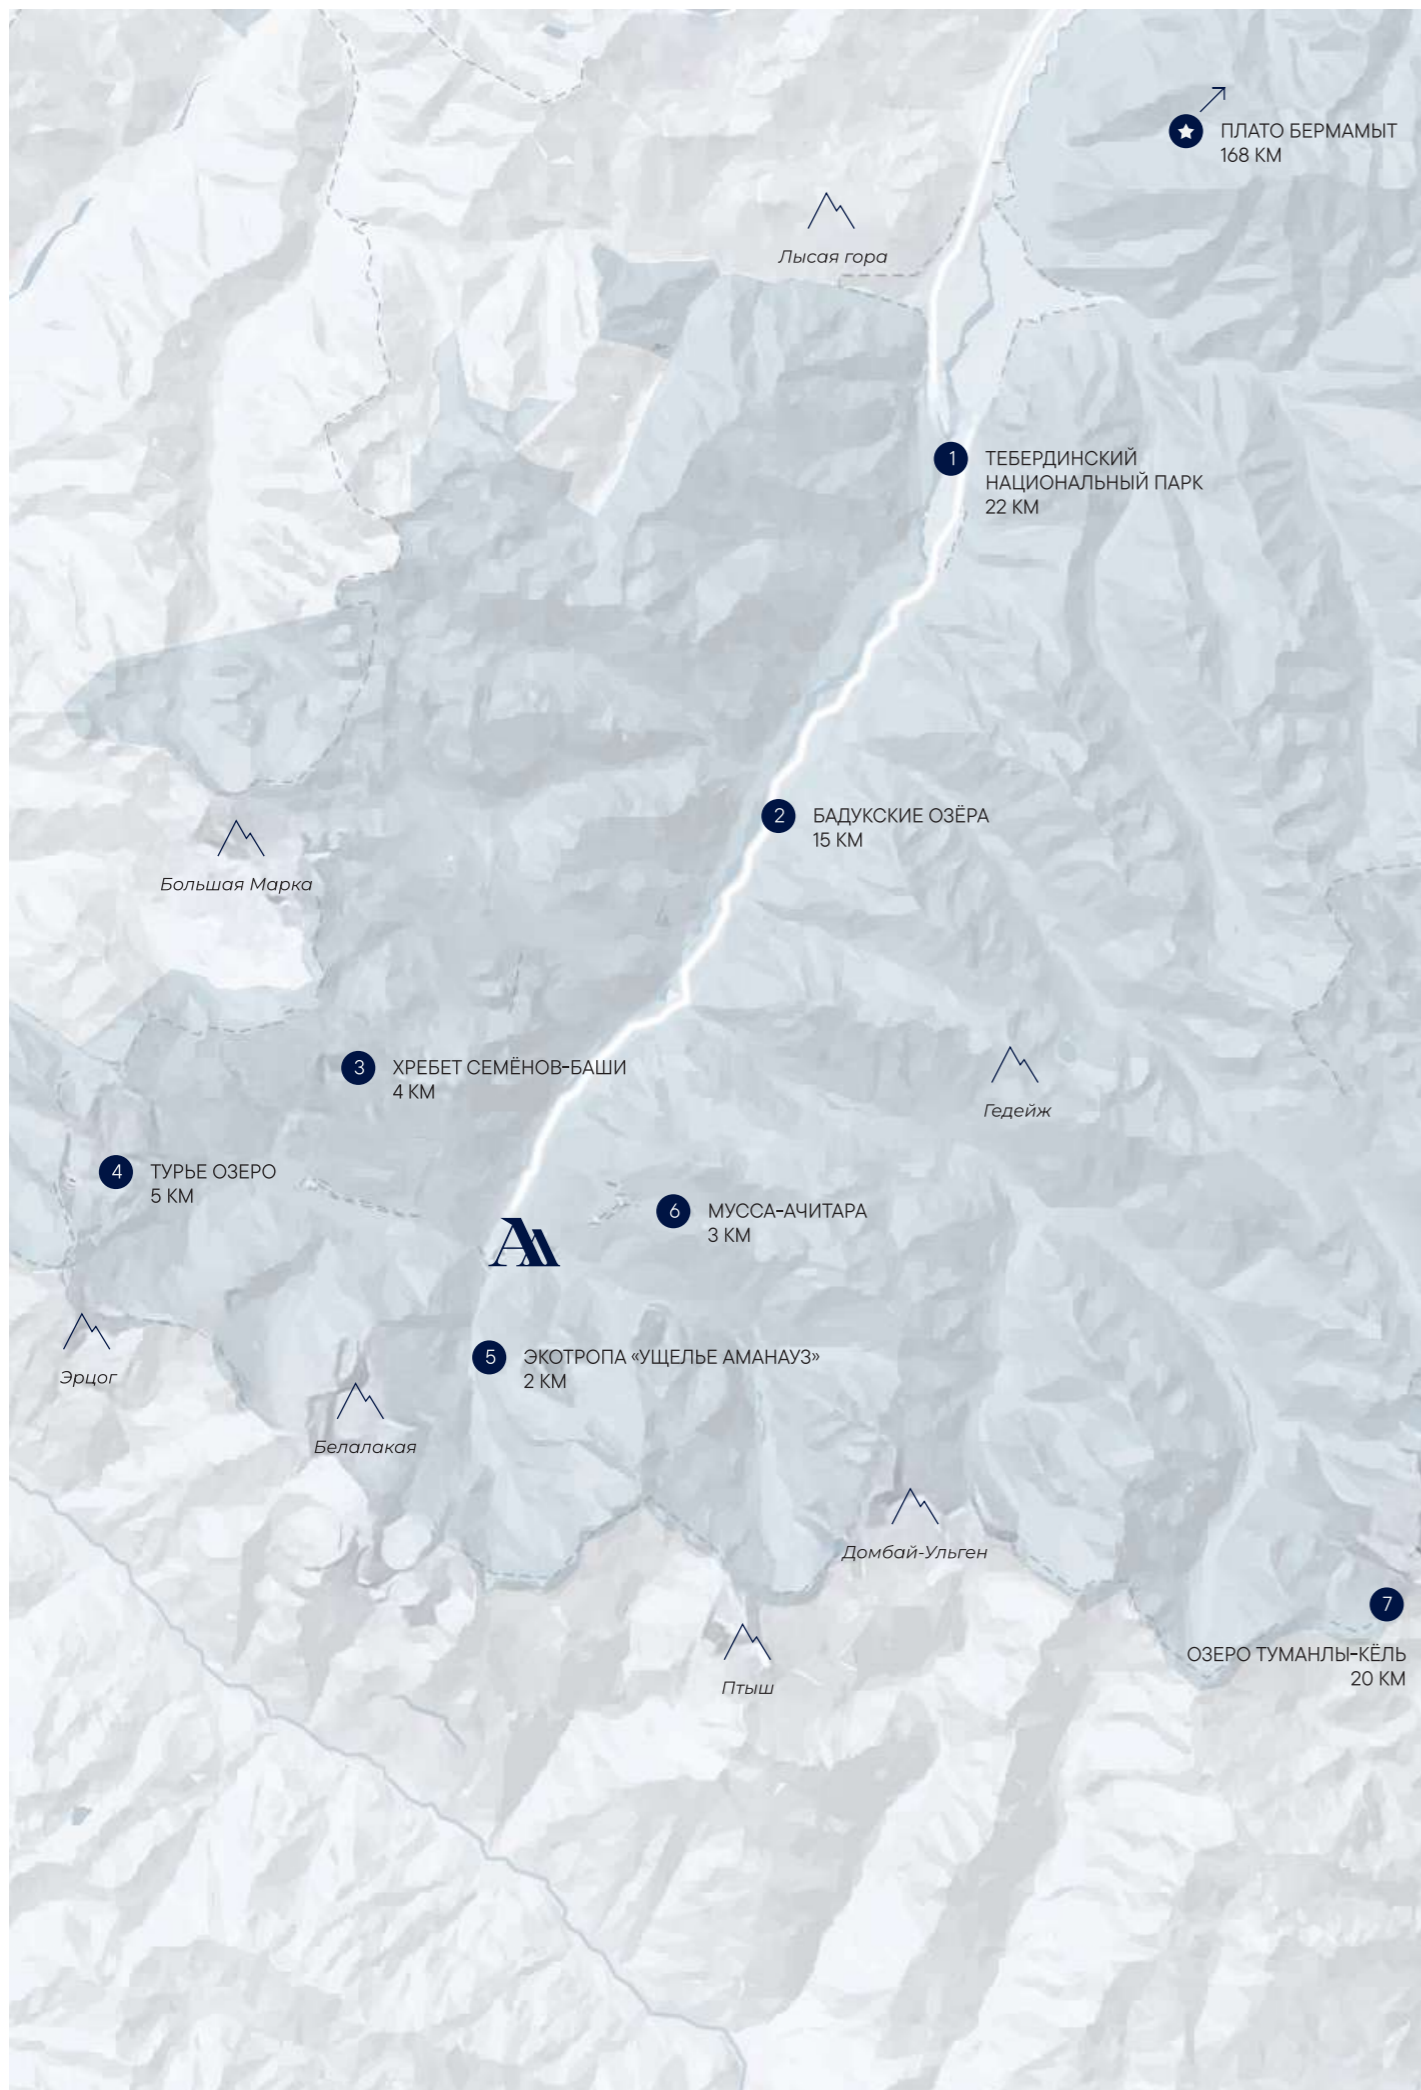 ПЛАТО БЕРМАМЫТ
168 КМ
Лысая гора
1
ТЕБЕРДИНСКИЙ
НАЦИОНАЛЬНЫЙ ПАРК
22 КМ
2
БАДУКСКИЕ ОЗЁРА
15 КМ
Большая Марка
3
ХРЕБЕТ СЕМЁНОВ-БАШИ
4 КМ
Гедейж
4
ТУРЬЕ ОЗЕРО
5 КМ
6
МУССА-АЧИТАРА
3 КМ
5
ЭКОТРОПА «УЩЕЛЬЕ АМАНАУЗ»
2 КМ
Эрцог
Белалакая
Домбай-Ульген
7
ОЗЕРО ТУМАНЛЫ-КЁЛЬ
20 КМ
Птыш